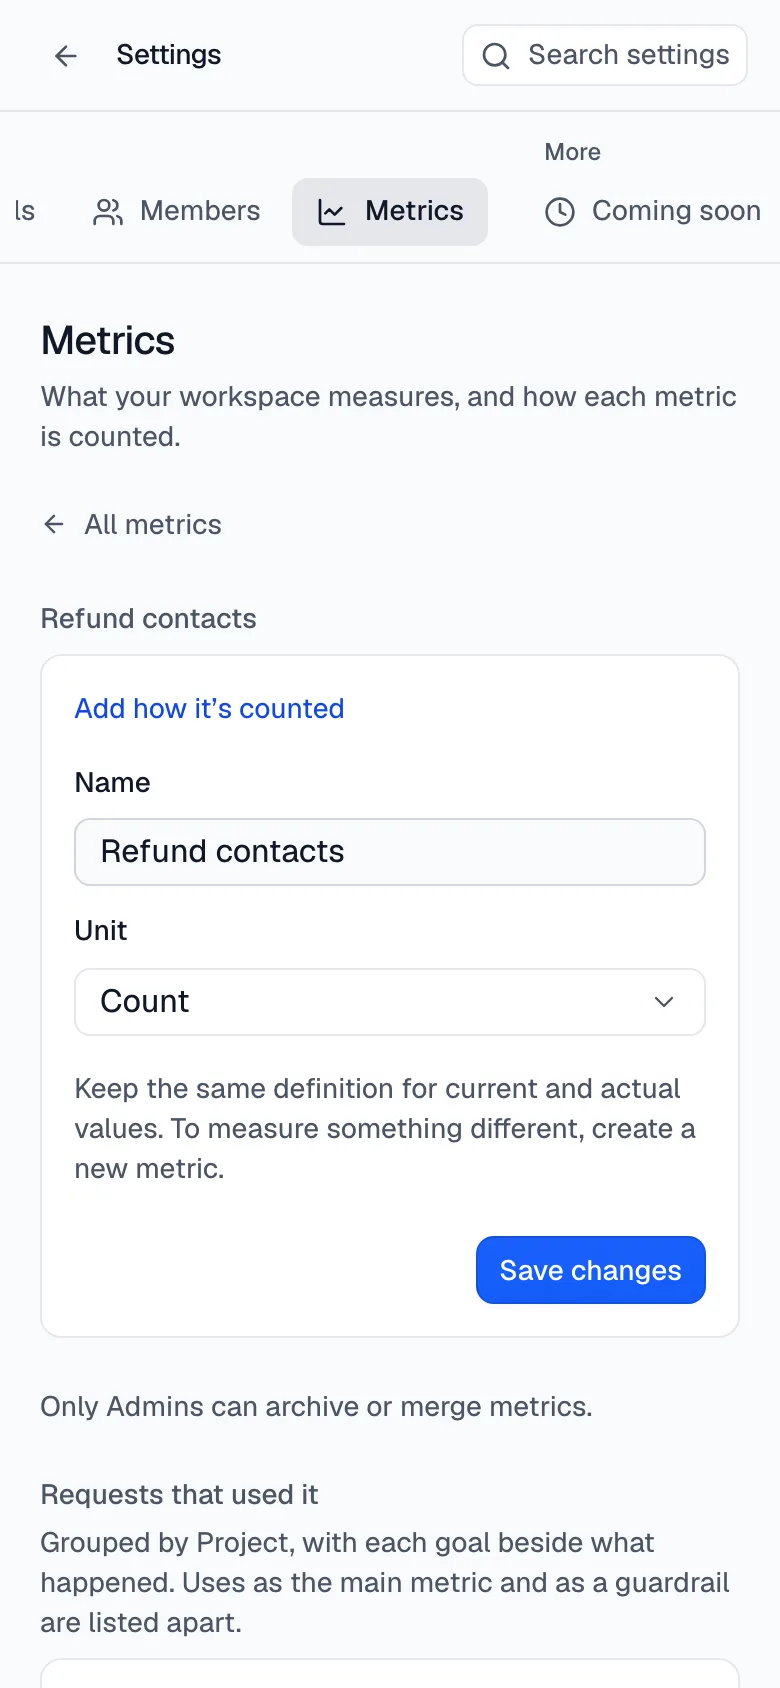 Settings
Search settings
More
ls
Members
Metrics
Coming soon
Metrics
What your workspace measures, and how each metric
is counted.
All metrics
Refund contacts
Add how it’s counted
Name
Refund contacts
Unit
Count
Keep the same definition for current and actual
values. To measure something different, create a
new metric.
Save changes
Only Admins can archive or merge metrics.
Requests that used it
Grouped by Project, with each goal beside what
happened. Uses as the main metric and as a guardrail
are listed apart.